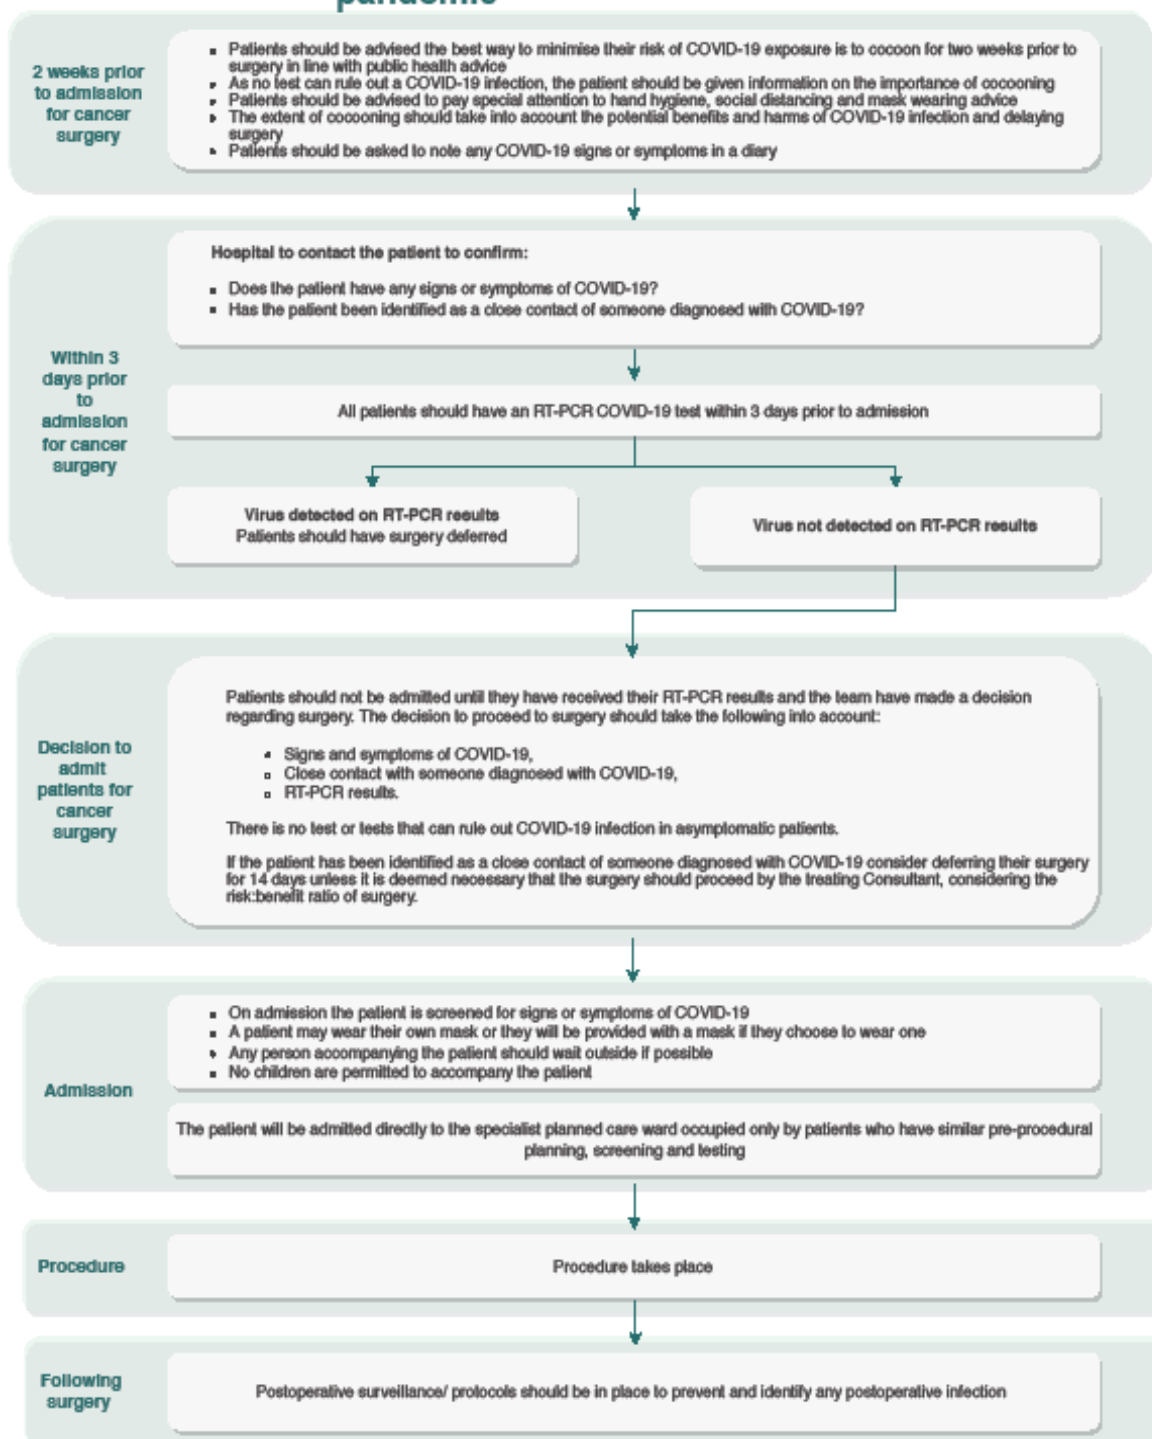 pandemic
2 weeks prior
to admission
for cancer
surgery
Patients should be advised the best way to minimise their risk of COVID-19 exposure is to cocoon for two weeks prior to
surgery in line with public health advice
As no test can rule out a COVID-19 infection, the patient should be given information on the importance of cocooning
Patients should be advised to pay special attention to hand hygiene, social distancing and mask wearing advice
The extent of cocooning should take into account the potential benefits and harms of COVID-19 infection and delaying
surgery
Patients should be asked to note any COVID-19 signs or symptoms in a diary
Within 3
days prior
to
admission
for cancer
surgery
Hospital to contact the patient to confirm:
Does the patient have any signs or symptoms of COVID-19?
Has the patient been identified as a close contact of someone diagnosed with COVID-19?
All patients should have an RT-PCR COVID-19 test within 3 days prior to admission
Virus detected on RT-PCR results
Patients should have surgery deferred
Virus not detected on RT-PCR results
Decision to
admit
patients for
cancer
surgery
Patients should not be admitted until they have received their RT-PCR results and the team have made a decision
regarding surgery. The decision to proceed to surgery should take the following into account:
Signs and symptoms of COVID-19,
Close contact with someone diagnosed with COVID-19,
RT-PCR results.
There is no test or tests that can rule out COVID-19 infection in asymptomatic patients.
If the patient has been identified as a close contact of someone diagnosed with COVID-19 consider deferring their surgery
for 14 days unless it is deemed necessary that the surgery should proceed by the treating Consultant, considering the
risk:benefit ratio of surgery.
Admission
On admission the patient is screened for signs or symptoms of COVID-19
A patient may wear their own mask or they will be provided with a mask if they choose to wear one
Any person accompanying the patient should wait outside if possible
No children are permitted to accompany the patient
The patient will be admitted directly to the specialist planned care ward occupied only by patients who have similar pre-procedural
planning, screening and testing
Procedure
Procedure takes place
Following
surgery
Postoperative surveillance/ protocols should be in place to prevent and identify any postoperative infection